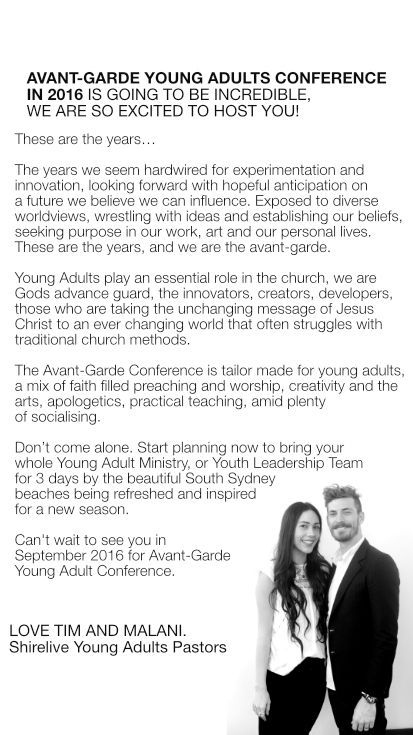 AVANT-GARDE YOUNG ADULTS CONFERENCE
IN 2016 IS GOING TO BE INCREDIBLE,
WE ARE SO EXCITED TO HOST YOU!
These are the years...
The years we seem hardwired for experimentation and
innovation, looking forward with hopeful anticipation on
a future we believe we can influence. Exposed to diverse
worldviews, wrestling with ideas and establishing our beliefs,
seeking purpose in our work, art and our personal lives.
These are the years, and we are the avant-garde.
Young Adults play an essential role in the church, we are
Gods advance guard, the innovators, creators, developers,
those who are taking the unchanging message of Jesus
Christ to an ever changing world that often struggles with
traditional church methods.
The Avant-Garde Conference is tailor made for young adults,
a mix of faith filled preaching and worship, creativity and the
arts, apologetics, practical teaching, amid plenty
of socialising.
Don't come alone. Start planning now to bring your
whole Young Adult Ministry, or Youth Leadership Team
for 3 days by the beautiful South Sydney
beaches being refreshed and inspired
for a new season.
Can't wait to see you in
September 2016 for Avant-Garde
Young Adult Conference.
LOVE TIM AND MALANI.
Shirelive Young Adults Pastors